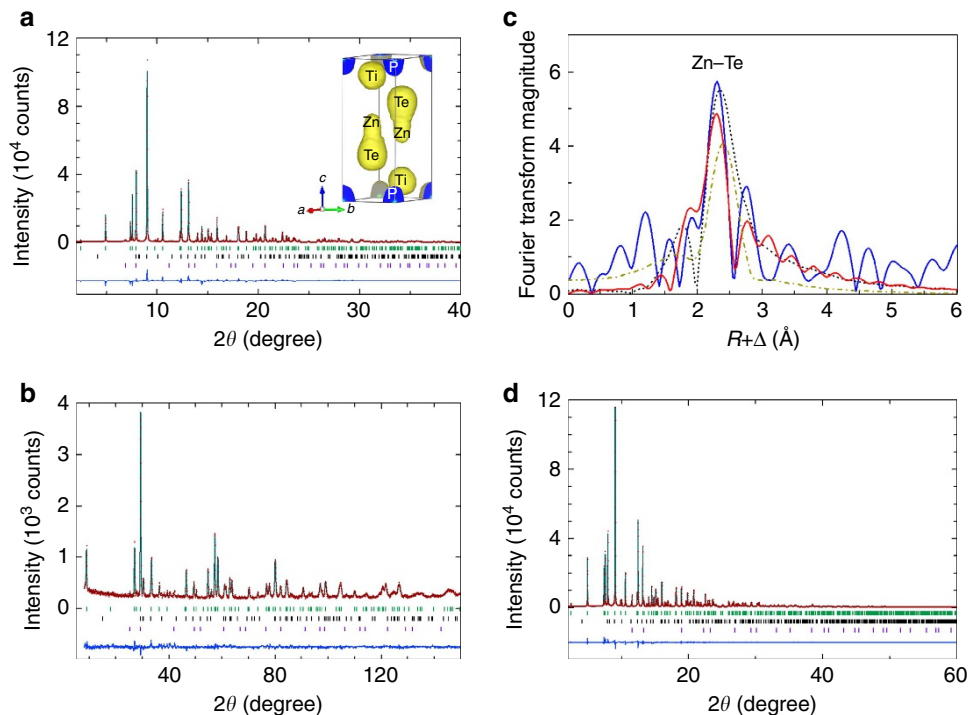 a
12
8
4
0
Intensity (10⁴ counts)
10
20
30
40
2θ (degree)
P
Ti
Te
Zn
Zn
Te
Ti
P
c
a
b
c
Zn–Te
6
4
2
0
Fourier transform magnitude
0
1
2
3
4
5
6
R+Δ (Å)
b
4
3
2
1
0
Intensity (10³ counts)
40
80
120
2θ (degree)
d
12
8
4
0
Intensity (10⁴ counts)
20
40
60
2θ (degree)